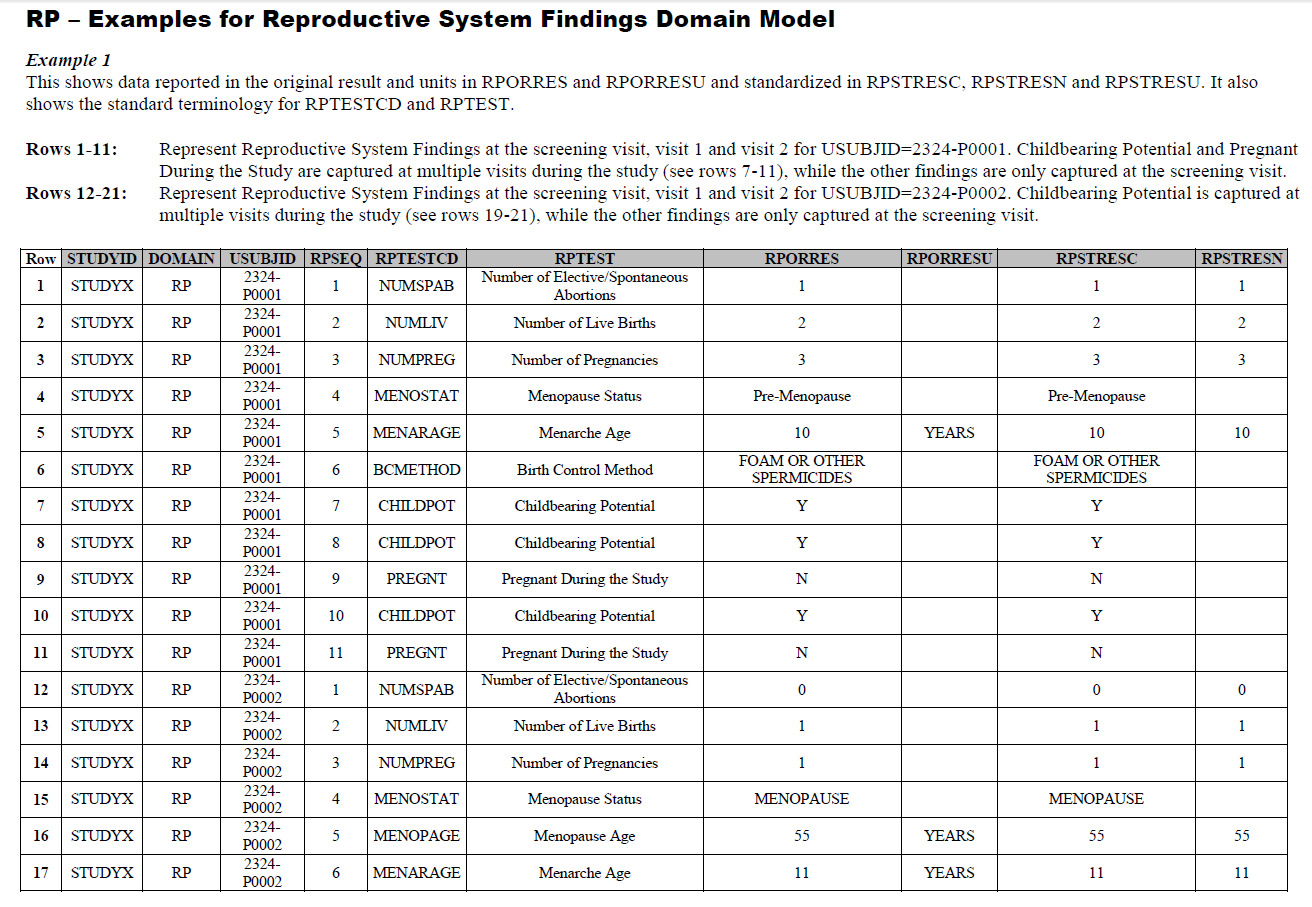 RP – Examples for Reproductive System Findings Domain Model
Example 1
This shows data reported in the original result and units in RPORRES and RPORRESU and standardized in RPSTRESC, RPSTRESN and RPSTRESU. It also
shows the standard terminology for RPTESTCD and RPTEST.
Rows 1-11: Represent Reproductive System Findings at the screening visit, visit 1 and visit 2 for USUBJID=2324-P0001. Childbearing Potential and Pregnant
During the Study are captured at multiple visits during the study (see rows 7-11), while the other findings are only captured at the screening visit.
Rows 12-21: Represent Reproductive System Findings at the screening visit, visit 1 and visit 2 for USUBJID=2324-P0002. Childbearing Potential is captured at
multiple visits during the study (see rows 19-21), while the other findings are only captured at the screening visit.
Row STUDYID DOMAIN USUBJID RPSEQ RPTESTCD RPTEST RPORRES RPORRESU RPSTRESC RPSTRESN
1 STUDYX RP 2324-P0001 1 NUMSPAB Number of Elective/Spontaneous Abortions 1 1 1
2 STUDYX RP 2324-P0001 2 NUMLIV Number of Live Births 2 2 2
3 STUDYX RP 2324-P0001 3 NUMPREG Number of Pregnancies 3 3 3
4 STUDYX RP 2324-P0001 4 MENOSTAT Menopause Status Pre-Menopause Pre-Menopause
5 STUDYX RP 2324-P0001 5 MENARAGE Menarche Age 10 YEARS 10 10
6 STUDYX RP 2324-P0001 6 BCMETHOD Birth Control Method FOAM OR OTHER SPERMICIDES FOAM OR OTHER SPERMICIDES
7 STUDYX RP 2324-P0001 7 CHILDPOT Childbearing Potential Y Y
8 STUDYX RP 2324-P0001 8 CHILDPOT Childbearing Potential Y Y
9 STUDYX RP 2324-P0001 9 PREGNT Pregnant During the Study N N
10 STUDYX RP 2324-P0001 10 CHILDPOT Childbearing Potential Y Y
11 STUDYX RP 2324-P0001 11 PREGNT Pregnant During the Study N N
12 STUDYX RP 2324-P0002 1 NUMSPAB Number of Elective/Spontaneous Abortions 0 0 0
13 STUDYX RP 2324-P0002 2 NUMLIV Number of Live Births 1 1 1
14 STUDYX RP 2324-P0002 3 NUMPREG Number of Pregnancies 1 1 1
15 STUDYX RP 2324-P0002 4 MENOSTAT Menopause Status MENOPAUSE MENOPAUSE
16 STUDYX RP 2324-P0002 5 MENOPAGE Menopause Age 55 YEARS 55 55
17 STUDYX RP 2324-P0002 6 MENARAGE Menarche Age 11 YEARS 11 11